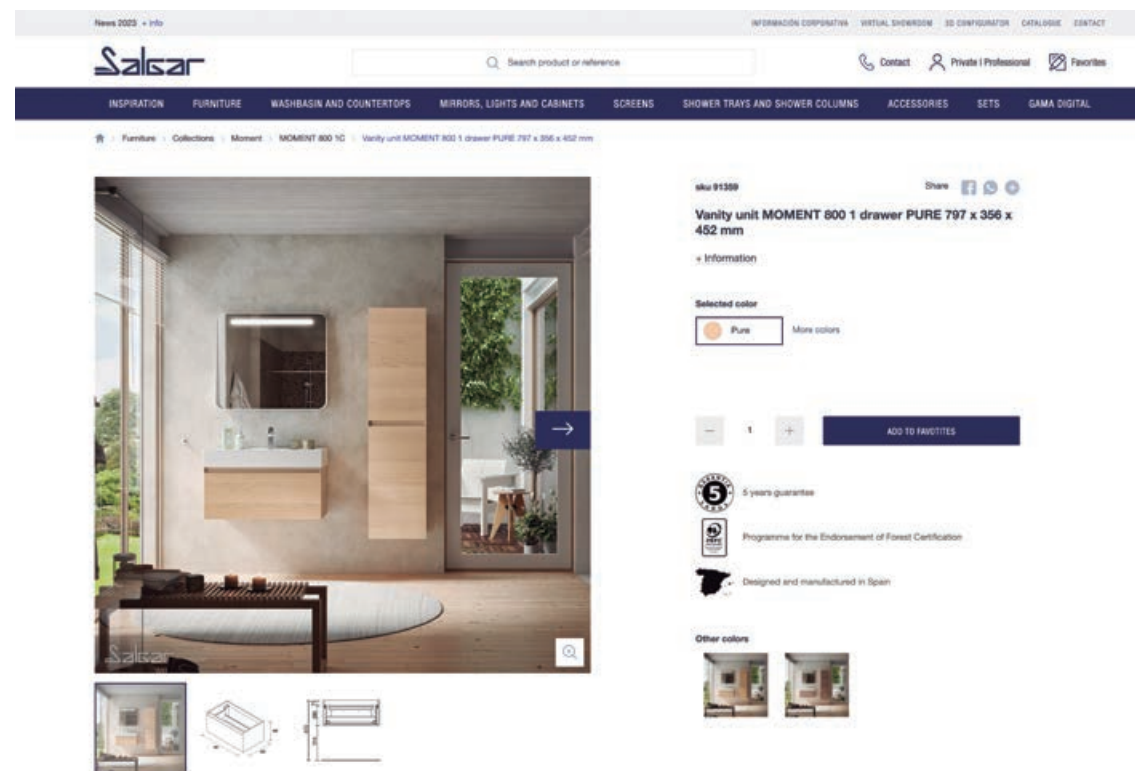 News 2023 + info
INFORMACIÓN CORPORATIVA VIRTUAL SHOWROOM 3D CONFIGURATOR CATALOGUE CONTACT
Salgar
Search product or reference
Contact Private | Professional Favorites
INSPIRATION FURNITURE WASHBASIN AND COUNTERTOPS MIRRORS, LIGHTS AND CABINETS SCREENS SHOWER TRAYS AND SHOWER COLUMNS ACCESSORIES SETS GAMA DIGITAL
Furniture Collections Moment MOMENT 800 1C Vanity unit MOMENT 800 1 drawer PURE 797 x 356 x 452 mm
sku 91359
Share
Vanity unit MOMENT 800 1 drawer PURE 797 x 356 x
452 mm
+ Information
Selected color
Pure
More colors
1
ADD TO FAVOTITES
5
5 years guarantee
PEFC
Programme for the Endorsement of Forest Certification
Designed and manufactured in Spain
Other colors
Salgar